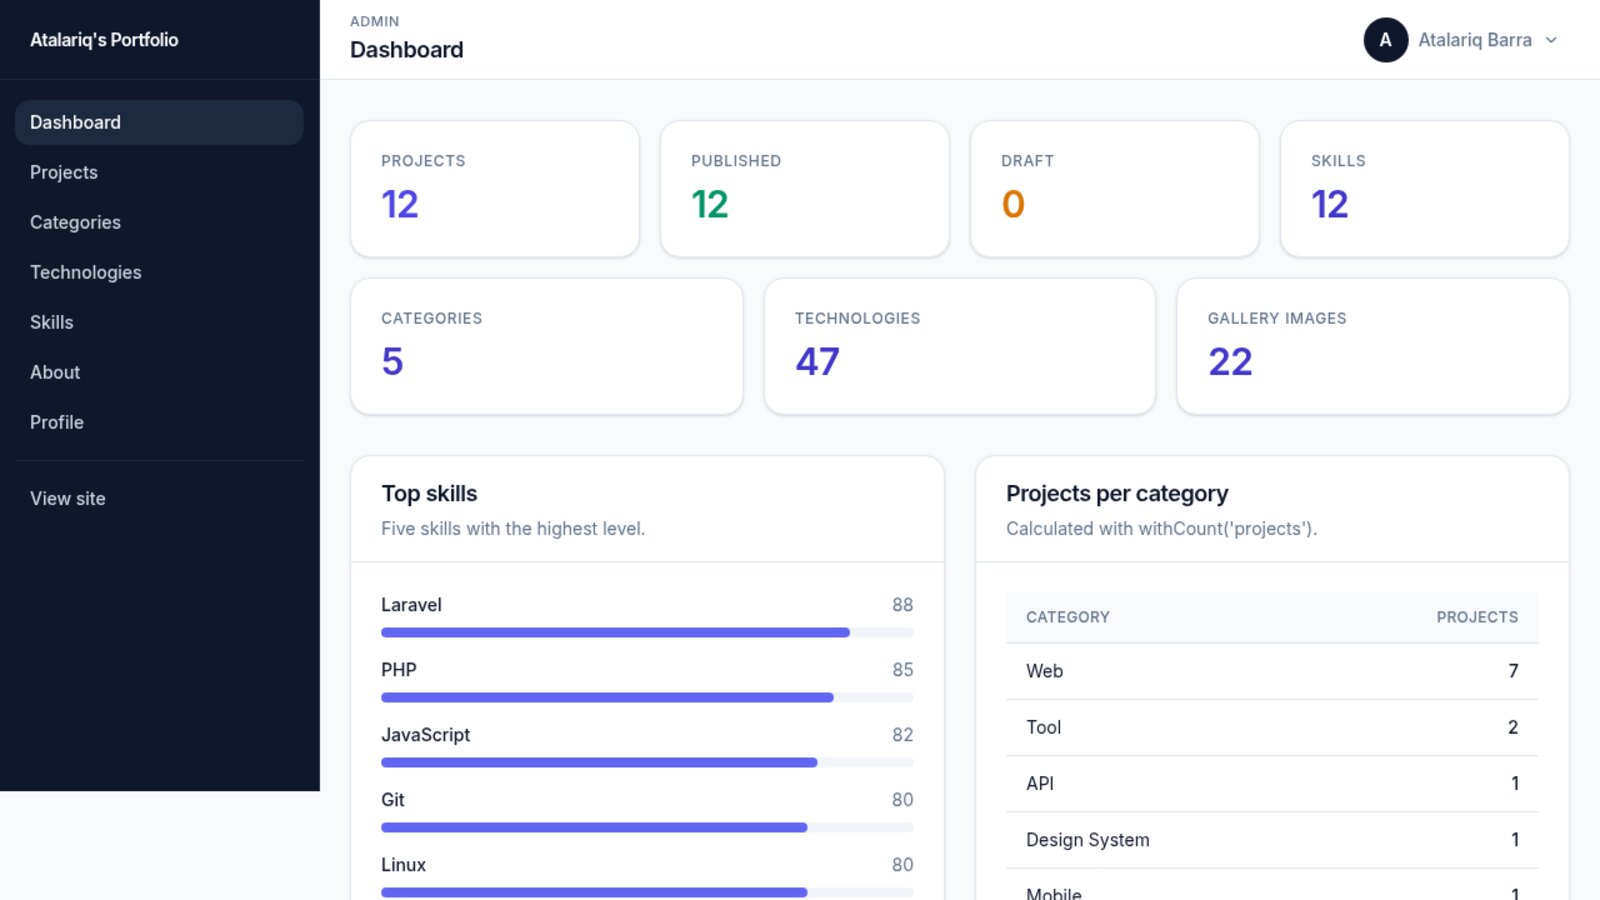 Atalariq's Portfolio
Dashboard
Projects
Categories
Technologies
Skills
About
Profile
View site
ADMIN
Dashboard
A
Atalariq Barra
PROJECTS
12
PUBLISHED
12
DRAFT
0
SKILLS
12
CATEGORIES
5
TECHNOLOGIES
47
GALLERY IMAGES
22
Top skills
Five skills with the highest level.
Laravel 88
PHP 85
JavaScript 82
Git 80
Linux 80
Projects per category
Calculated with withCount('projects').
CATEGORY PROJECTS
Web 7
Tool 2
API 1
Design System 1
Mobile 1